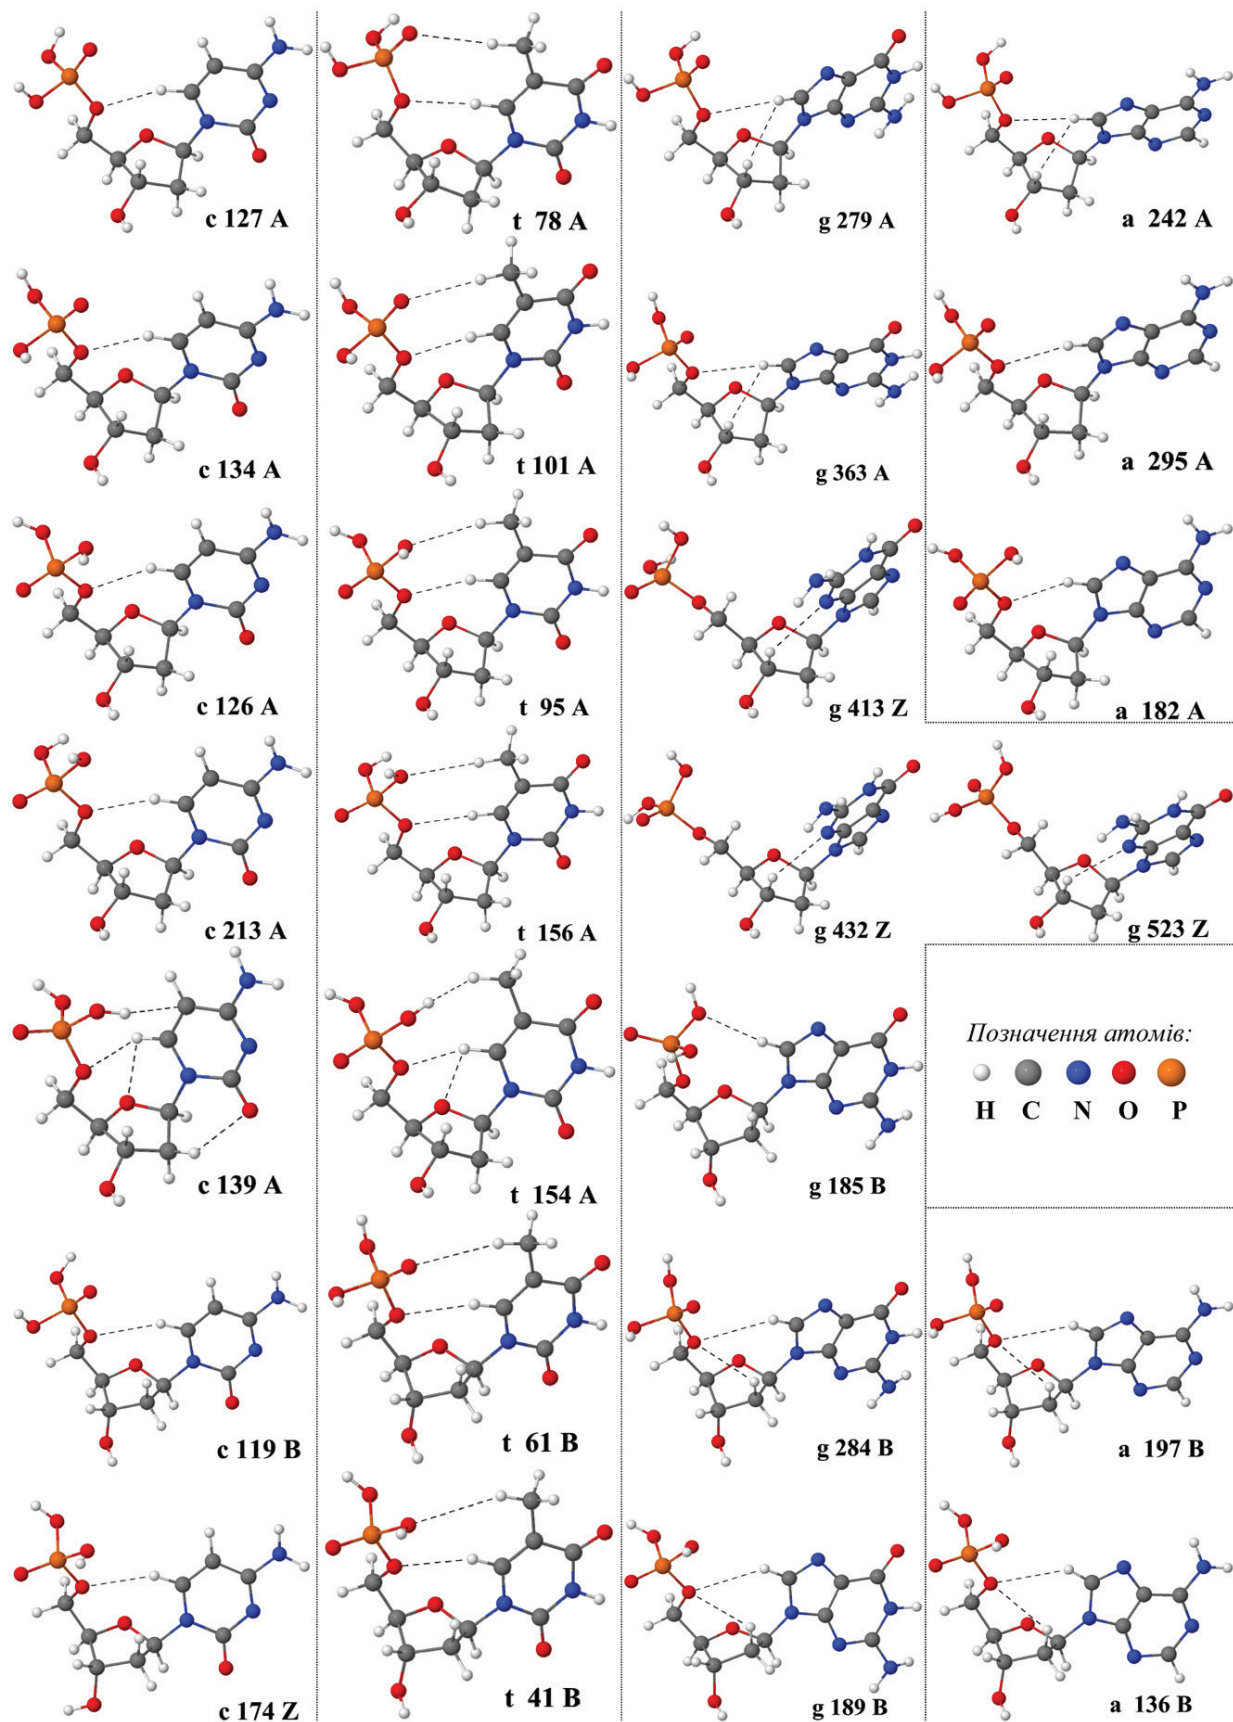 c 127 A
t 78 A
g 279 A
a 242 A
c 134 A
t 101 A
g 363 A
a 295 A
c 126 A
t 95 A
g 413 Z
a 182 A
c 213 A
t 156 A
g 432 Z
g 523 Z
c 139 A
t 154 A
g 185 B
Позначення атомів:
H C N O P
c 119 B
t 61 B
g 284 B
a 197 B
c 174 Z
t 41 B
g 189 B
a 136 B